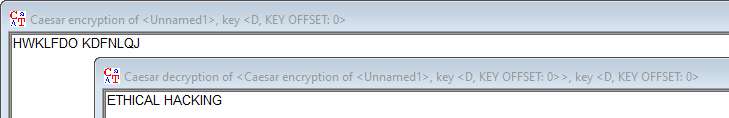 Caesar encryption of <Unnamed1>, key <D, KEY OFFSET: 0>
HWKLFDO KDFNLQJ
Caesar decryption of <Caesar encryption of <Unnamed1>, key <D, KEY OFFSET: 0>>, key <D, KEY OFFSET: 0>
ETHICAL HACKING